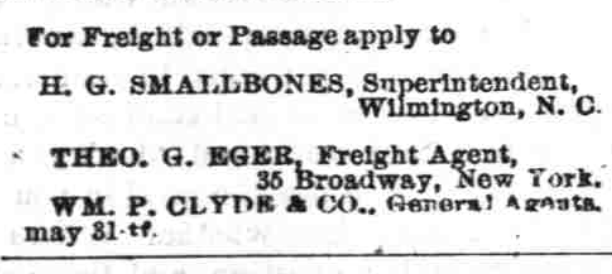 For Freight or Passage apply to
H. G. SMALLBONES, Superintendent,
Wilmington, N. C.
THEO. G. EGER, Freight Agent,
35 Broadway, New York.
WM. P. CLYDE & CO., General Agents.
may 31-tf.